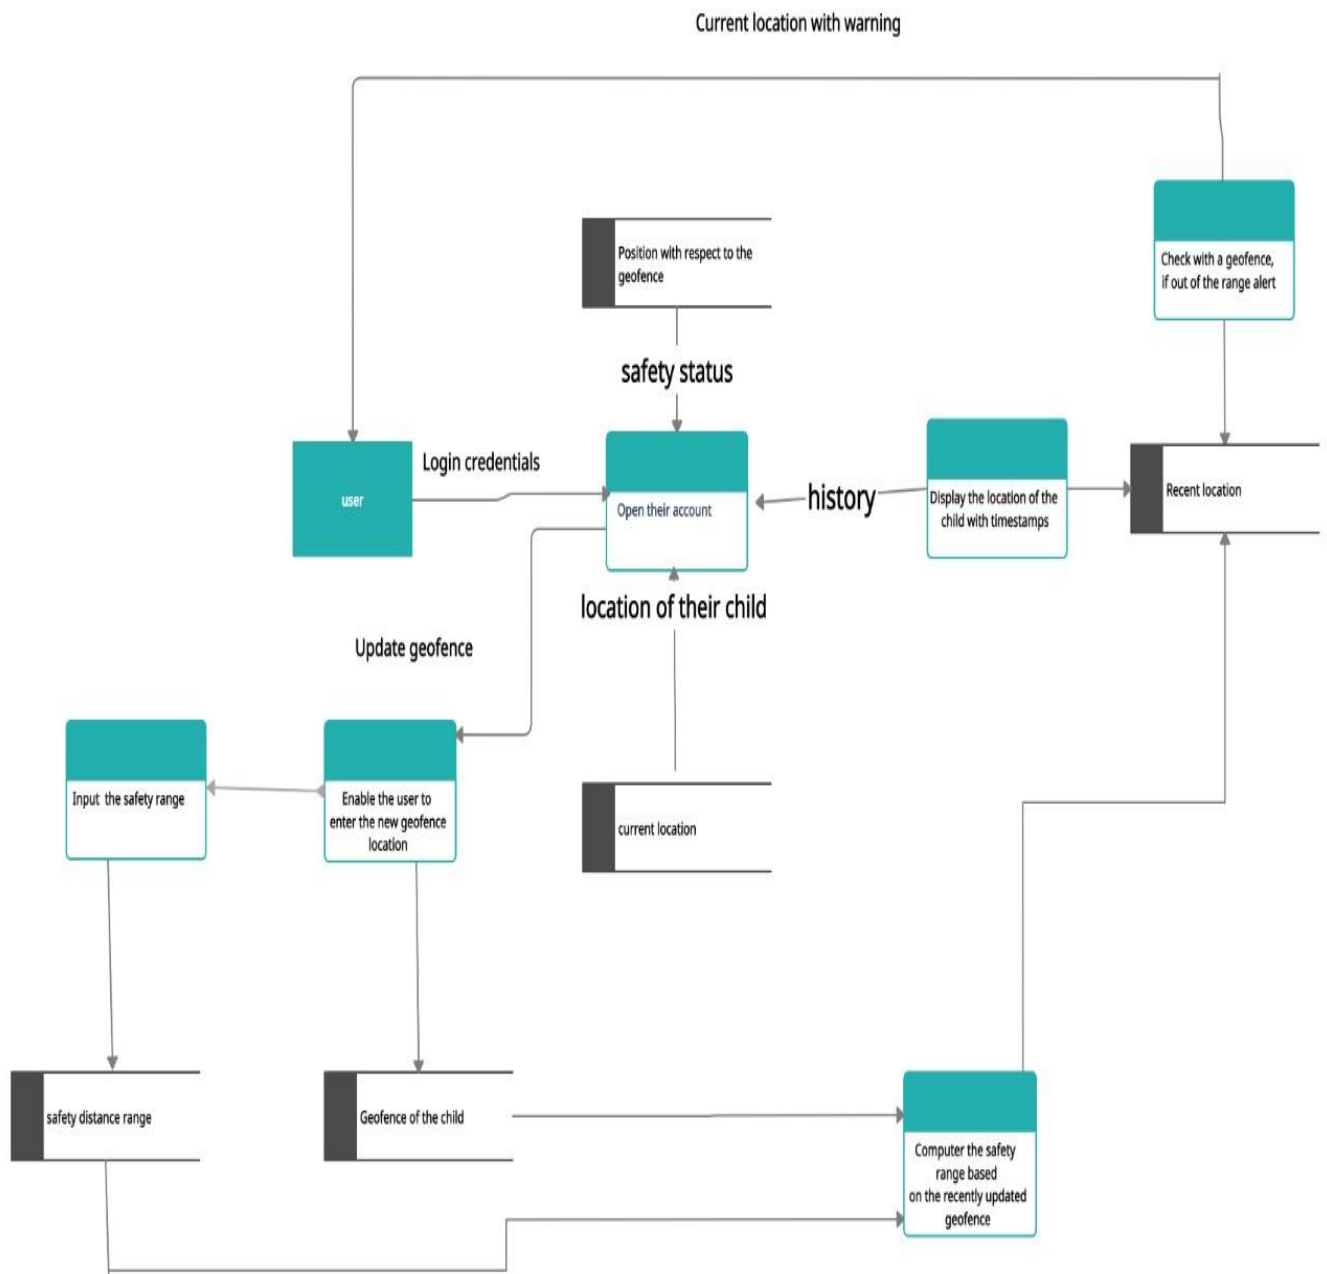 Current location with warning
Position with respect to the
geofence
Check with a geofence,
if out of the range alert
safety status
Login credentials
user
Open their account
history
Display the location of the
child with timestamps
Recent location
location of their child
Update geofence
Input the safety range
Enable the user to
enter the new geofence
location
current location
safety distance range
Geofence of the child
Computer the safety
range based
on the recently updated
geofence